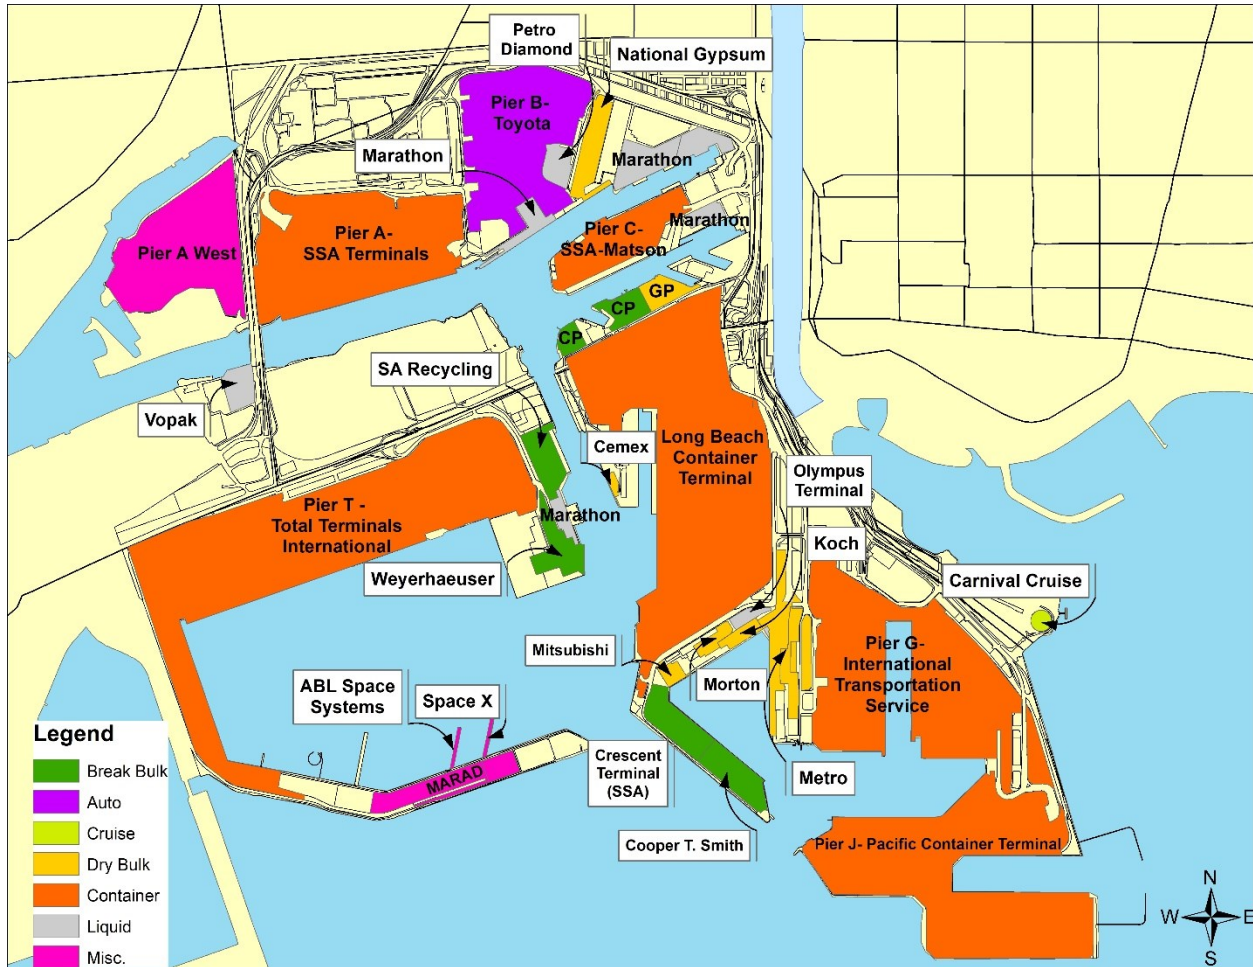 Petro
Diamond
National Gypsum
Pier B-
Toyota
Marathon
Marathon
Marathon
Pier A West
Pier A-
SSA Terminals
Pier C-
SSA-Matson
GP
CP
CP
SA Recycling
Vopak
Cemex
Long Beach
Container
Terminal
Olympus
Terminal
Pier T -
Total Terminals
International
Marathon
Koch
Weyerhaeuser
Carnival Cruise
Mitsubishi
Pier G-
International
Transportation
Service
Morton
ABL Space
Systems
Space X
MARAD
Crescent
Terminal
(SSA)
Metro
Cooper T. Smith
Pier J- Pacific Container Terminal
Legend
Break Bulk
Auto
Cruise
Dry Bulk
Container
Liquid
Misc.
N
W
E
S